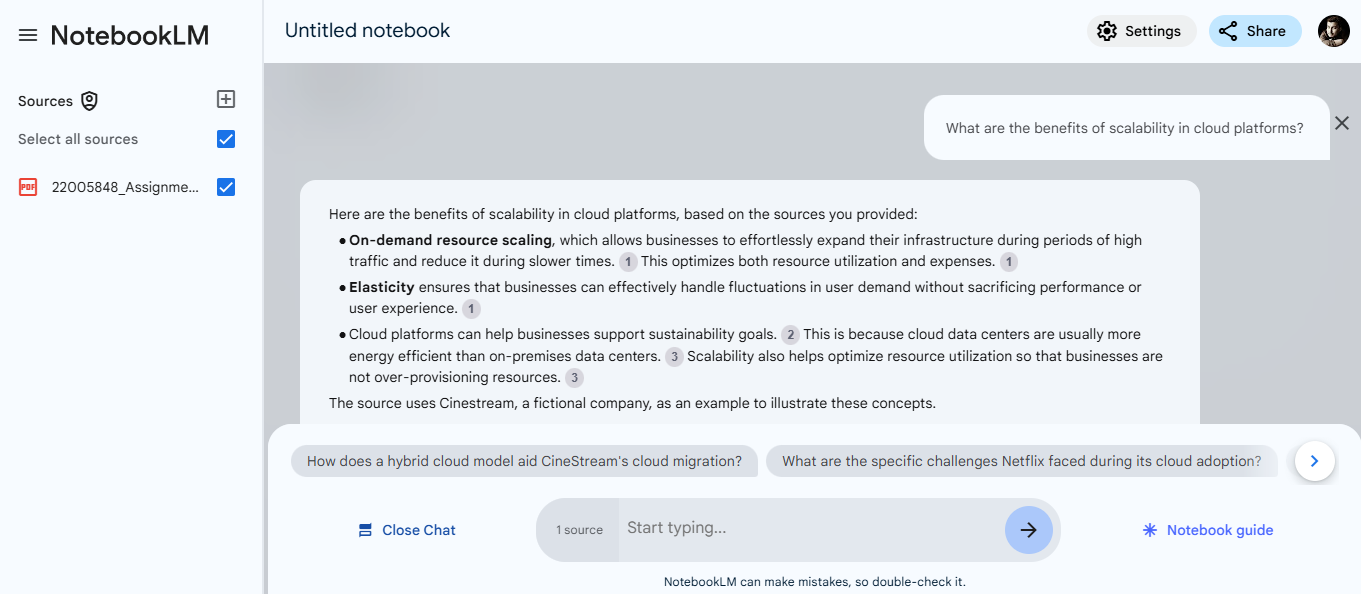 NotebookLM
Untitled notebook
Settings
Share
Sources
Select all sources
PDF
22005848_Assignme...
What are the benefits of scalability in cloud platforms?
Here are the benefits of scalability in cloud platforms, based on the sources you provided:
● On-demand resource scaling, which allows businesses to effortlessly expand their infrastructure during periods of high
traffic and reduce it during slower times. 1 This optimizes both resource utilization and expenses. 1
● Elasticity ensures that businesses can effectively handle fluctuations in user demand without sacrificing performance or
user experience. 1
● Cloud platforms can help businesses support sustainability goals. 2 This is because cloud data centers are usually more
energy efficient than on-premises data centers. 3 Scalability also helps optimize resource utilization so that businesses are
not over-provisioning resources. 3
The source uses Cinestream, a fictional company, as an example to illustrate these concepts.
How does a hybrid cloud model aid CineStream's cloud migration?
What are the specific challenges Netflix faced during its cloud adoption?
Close Chat
1 source
Start typing...
Notebook guide
NotebookLM can make mistakes, so double-check it.